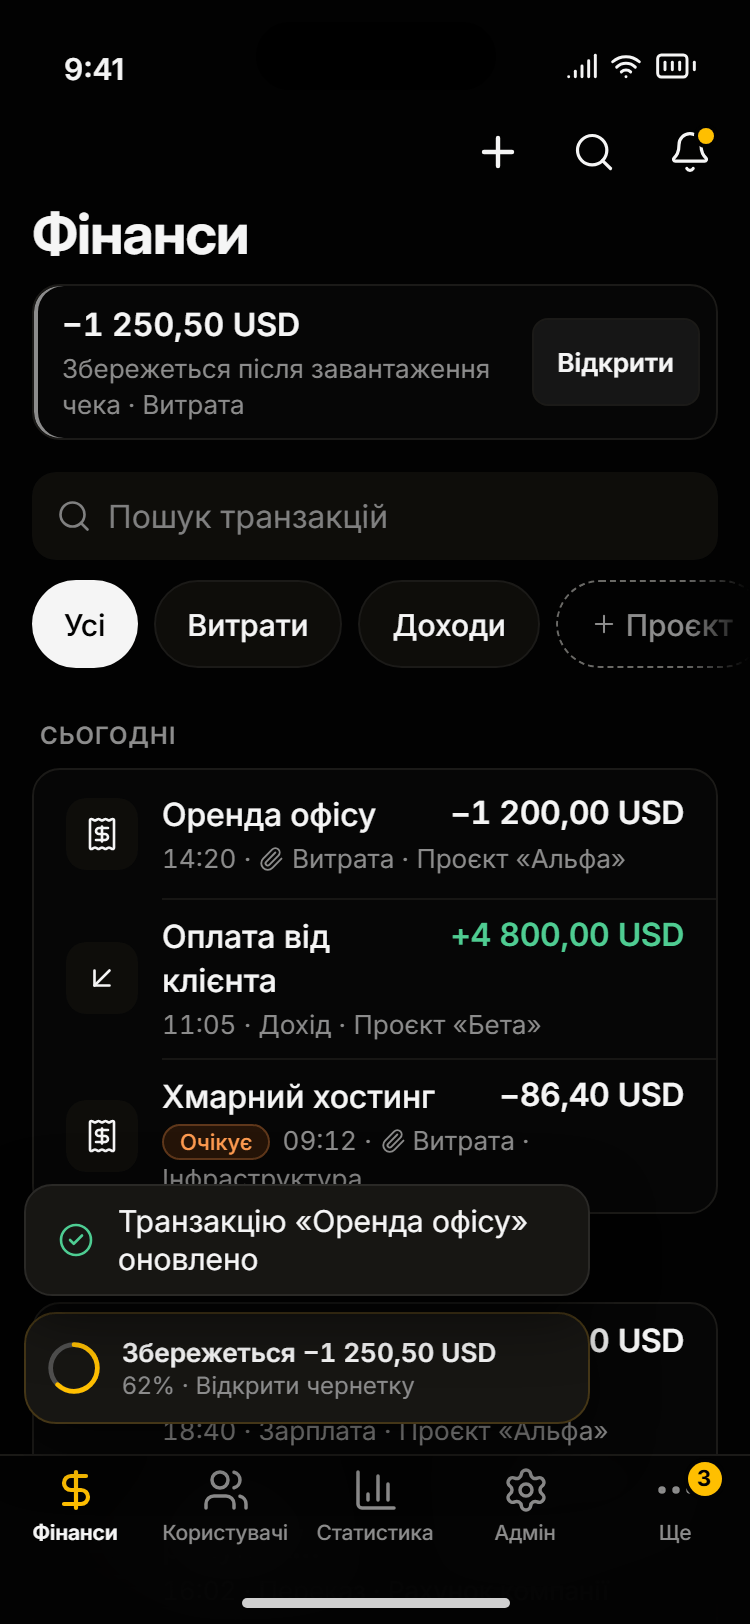 9:41
Фінанси
−1 250,50 USD
Збережеться після завантаження
чека · Витрата
Відкрити
Пошук транзакцій
Усі
Витрати
Доходи
+ Проєкт
СЬОГОДНІ
Оренда офісу
−1 200,00 USD
14:20 · Витрата · Проєкт «Альфа»
Оплата від
клієнта
+4 800,00 USD
11:05 · Дохід · Проєкт «Бета»
Хмарний хостинг
−86,40 USD
Очікує 09:12 · Витрата ·
Інфраструктура
Транзакцію «Оренда офісу»
оновлено
Збережеться −1 250,50 USD
62% · Відкрити чернетку
0 USD
18:40 · Зарплата · Проєкт «Альфа»
Фінанси
Користувачі
Статистика
Адмін
3
Ще